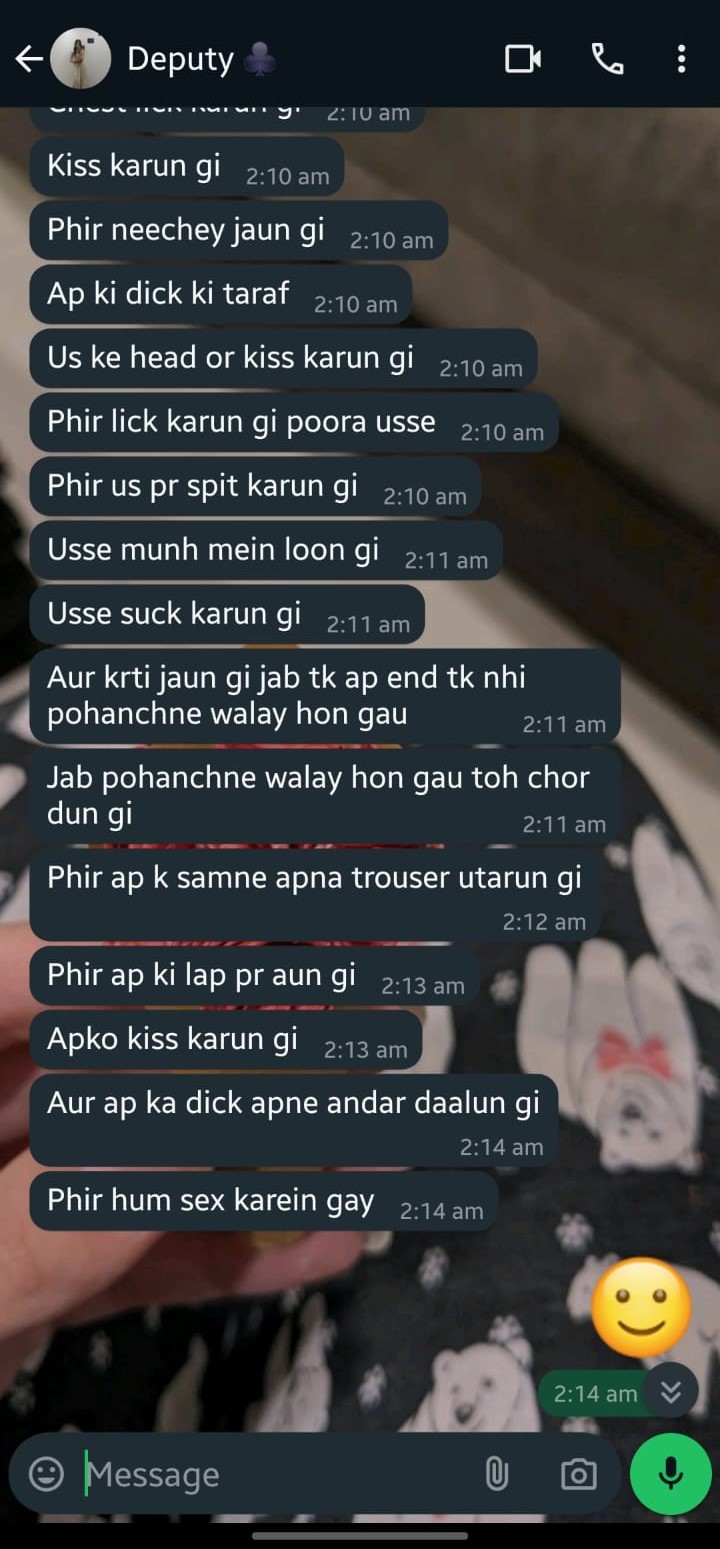 Deputy ♣️
karun gi 2:10 am
Kiss karun gi 2:10 am
Phir neechey jaun gi 2:10 am
Ap ki dick ki taraf 2:10 am
Us ke head or kiss karun gi 2:10 am
Phir lick karun gi poora usse 2:10 am
Phir us pr spit karun gi 2:10 am
Usse munh mein loon gi 2:11 am
Usse suck karun gi 2:11 am
Aur krti jaun gi jab tk ap end tk nhi
pohanchne walay hon gau 2:11 am
Jab pohanchne walay hon gau toh chor
dun gi 2:11 am
Phir ap k samne apna trouser utarun gi
2:12 am
Phir ap ki lap pr aun gi 2:13 am
Apko kiss karun gi 2:13 am
Aur ap ka dick apne andar daalun gi
2:14 am
Phir hum sex karein gay 2:14 am
🙂
2:14 am
Message